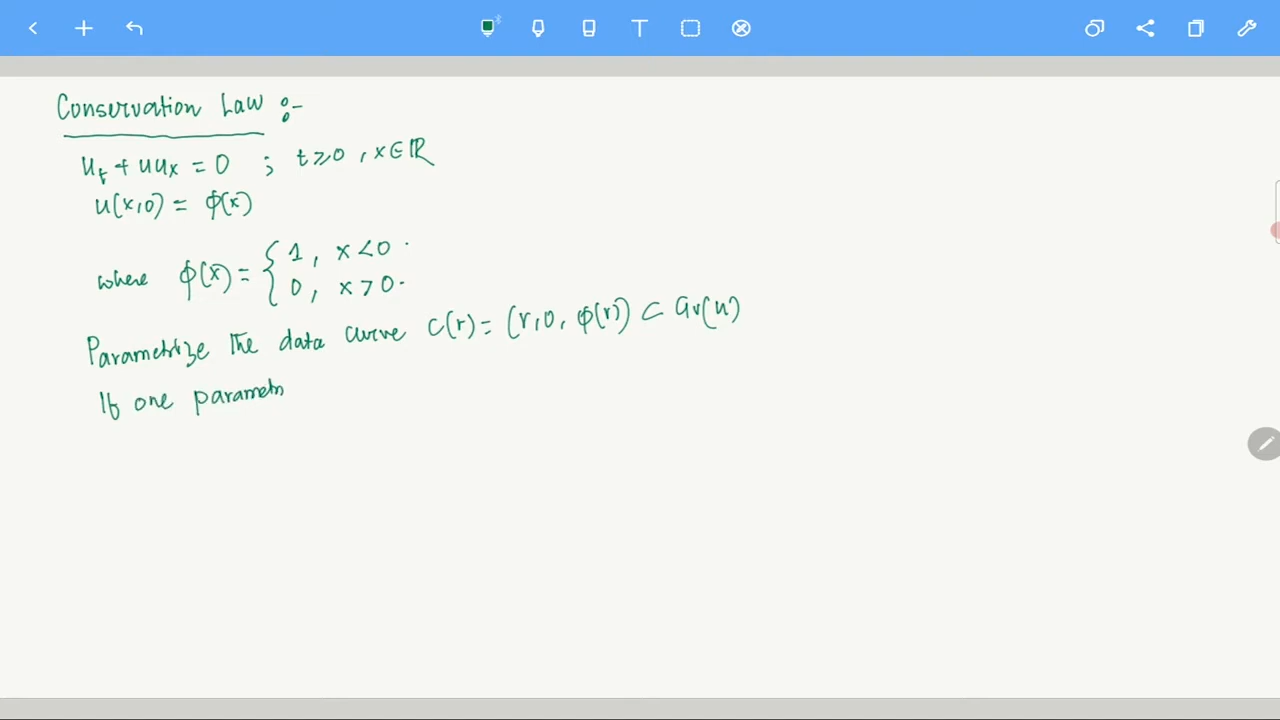 Conservation Law :-
u_t + uu_x = 0 ; t ≥ 0 , x ∈ ℝ
u(x,0) = φ(x)
where φ(x) = { 1 , x < 0 .
0 , x > 0 .
Parametrize the data curve c(r) = (r, 0, φ(r)) ⊂ Gr(u)
If one parametr